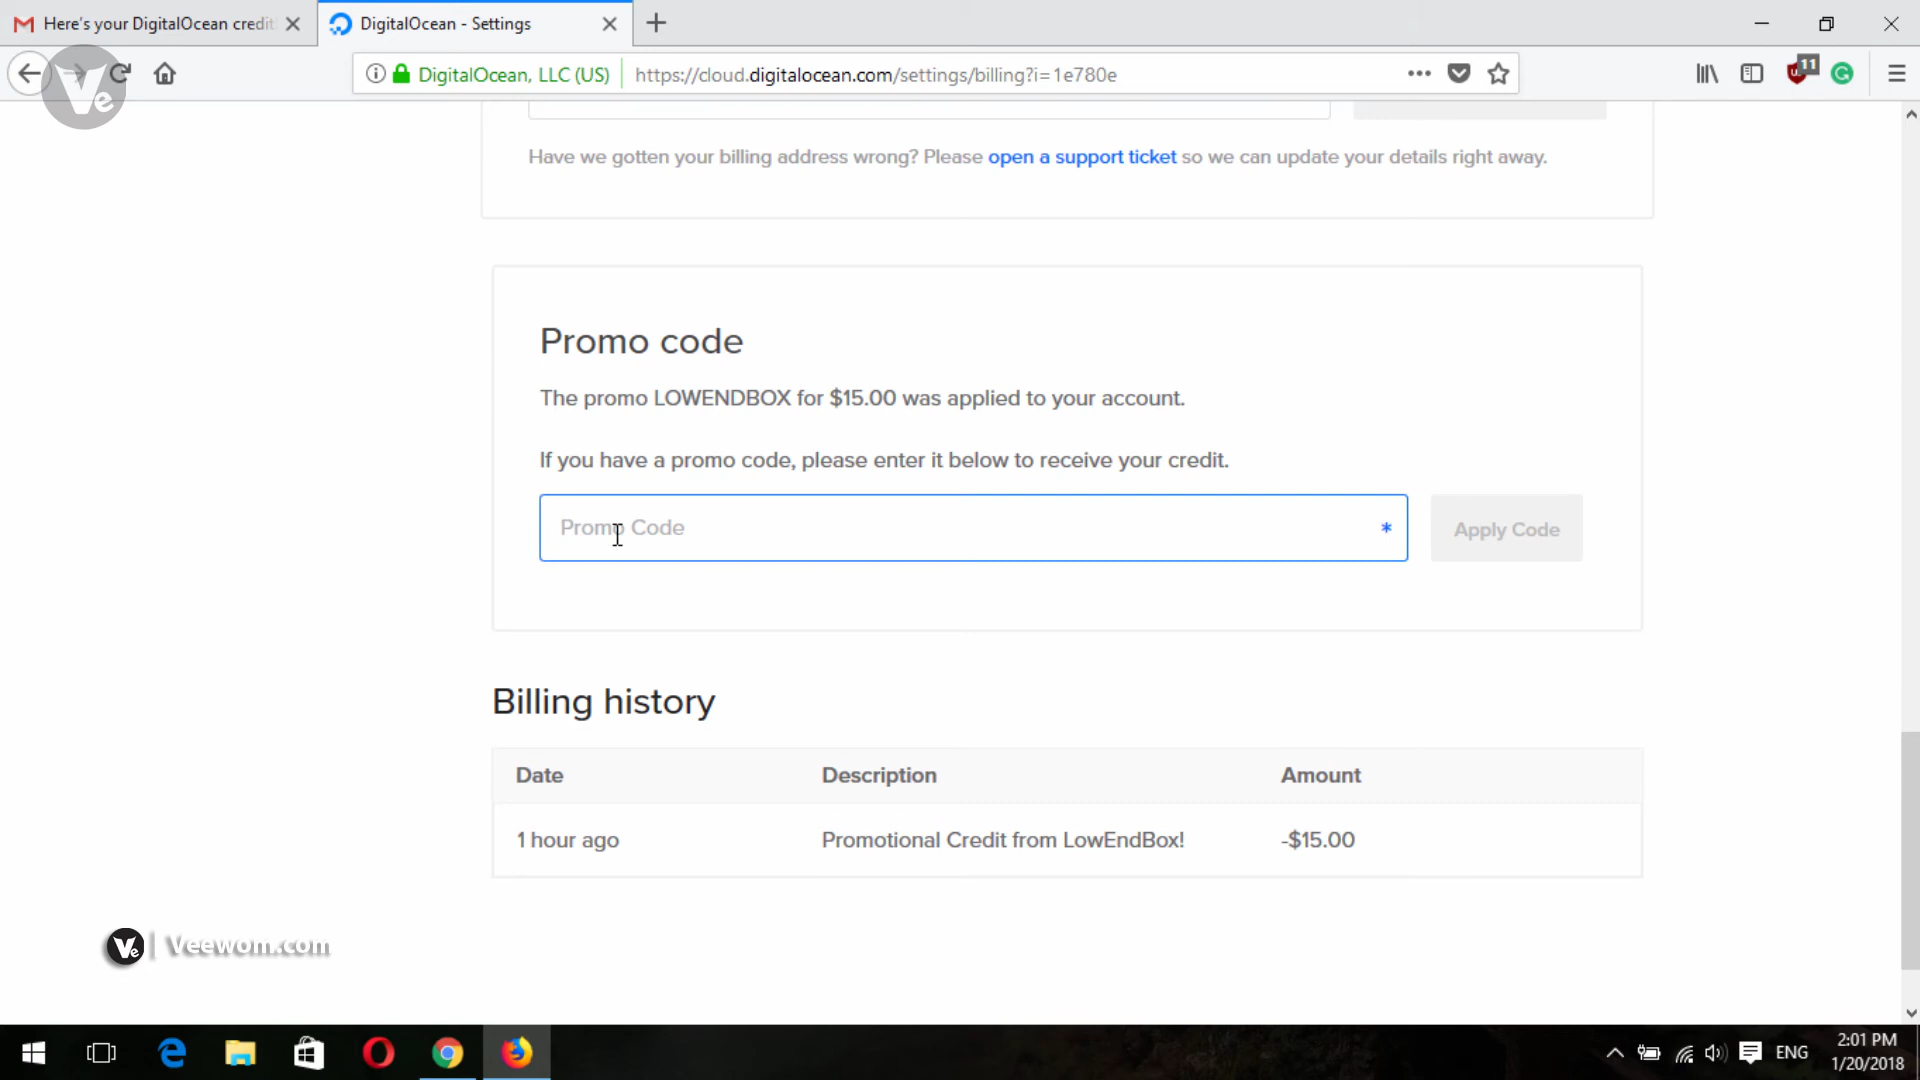 Here's your DigitalOcean credit
DigitalOcean - Settings
DigitalOcean, LLC (US)
https://cloud.digitalocean.com/settings/billing?i=1e780e
11
Ve
Have we gotten your billing address wrong? Please open a support ticket so we can update your details right away.
Promo code
The promo LOWENDBOX for $15.00 was applied to your account.
If you have a promo code, please enter it below to receive your credit.
Promo Code *
Apply Code
Billing history
Date Description Amount
1 hour ago Promotional Credit from LowEndBox! -$15.00
Ve | Veewom.com
ENG
2:01 PM
1/20/2018